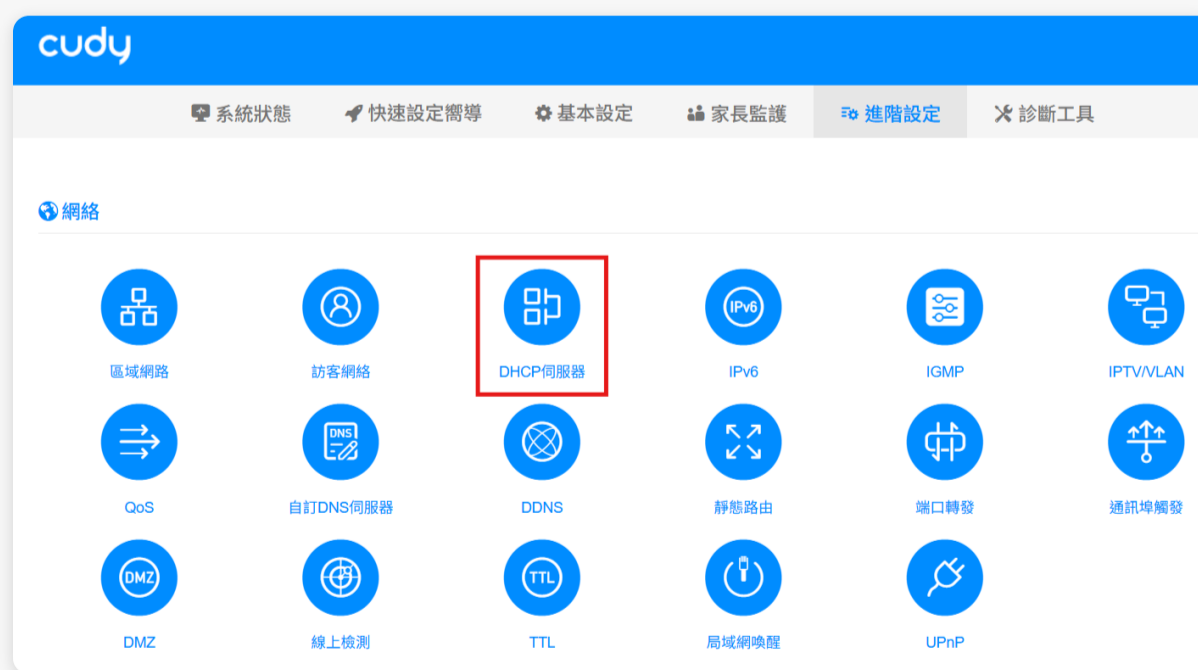 cudy
系統狀態 快速設定嚮導 基本設定 家長監護 進階設定 診斷工具
網絡
IPv6
區域網路 訪客網絡 DHCP伺服器 IPv6 IGMP IPTV/VLAN
DNS
QoS 自訂DNS伺服器 DDNS 靜態路由 端口轉發 通訊埠觸發
DMZ TTL
DMZ 線上檢測 TTL 局域網喚醒 UPnP